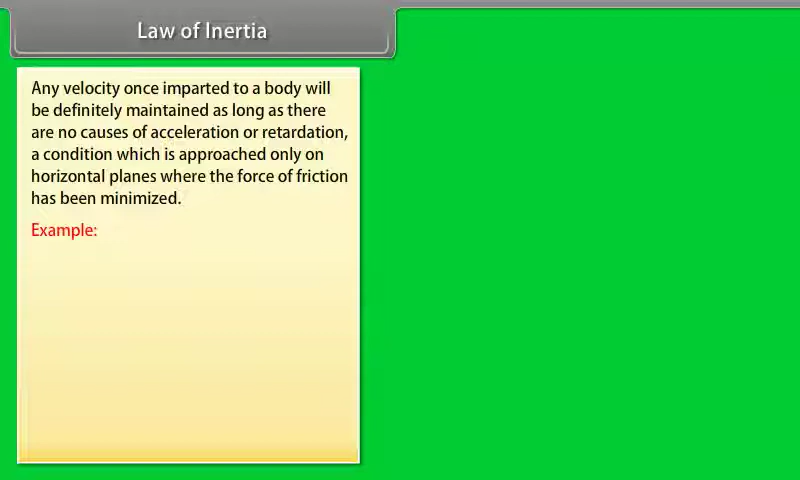 Law of Inertia
Any velocity once imparted to a body will
be definitely maintained as long as there
are no causes of acceleration or retardation,
a condition which is approached only on
horizontal planes where the force of friction
has been minimized.
Example: